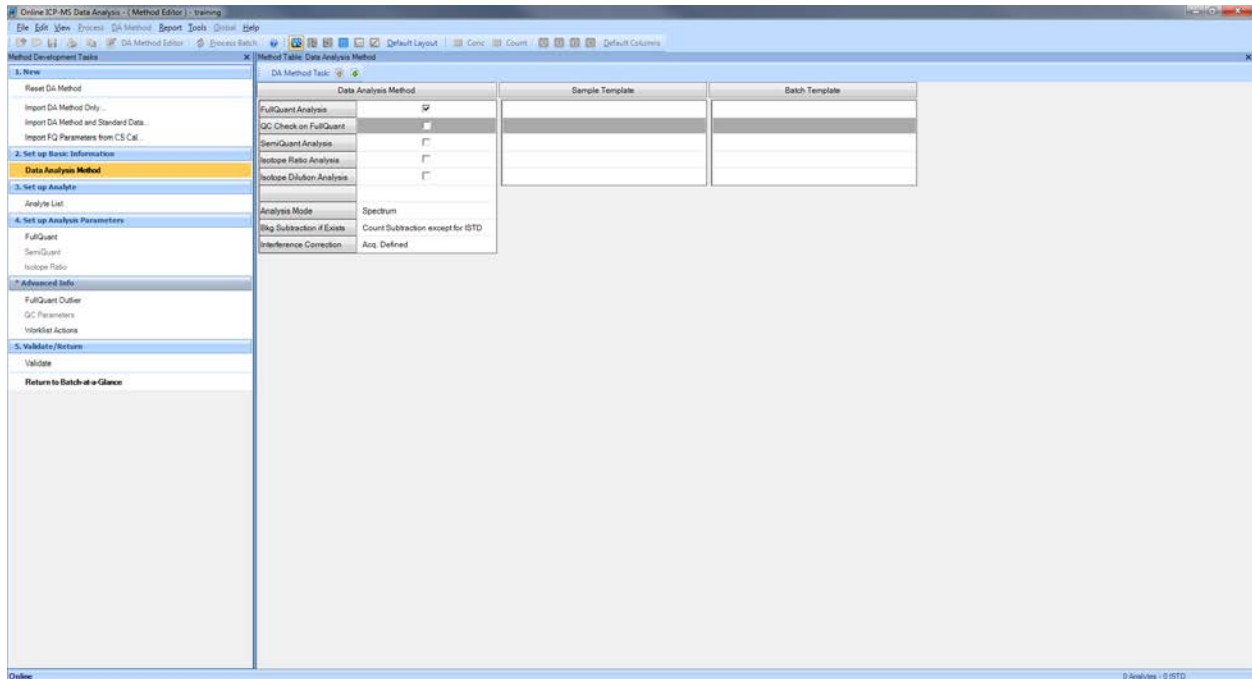 Online ICP-MS Data Analysis - ( Method Editor ) - training
File Edit View Process DA Method Report Tools Global Help
DA Method Editor Process Batch Default Layout Conc Count Default Columns
Method Development Tasks
Method Table: Data Analysis Method
1. New
Reset DA Method
Import DA Method Only...
Import DA Method and Standard Data...
Import FQ Parameters from CS Cal...
2. Set up Basic Information
Data Analysis Method
3. Set up Analyte
Analyte List
4. Set up Analysis Parameters
FullQuant
SemiQuant
Isotope Ratio
* Advanced Info
FullQuant Outlier
QC Parameters
Worklist Actions
5. Validate/Return
Validate
Return to Batch-at-a-Glance
DA Method Task:
Data Analysis Method Sample Template Batch Template
FullQuant Analysis
QC Check on FullQuant
SemiQuant Analysis
Isotope Ratio Analysis
Isotope Dilution Analysis
Analysis Mode Spectrum
Bkg Subtraction if Exists Count Subtraction except for ISTD
Interference Correction Acq. Defined
Online 0 Analytes - 0 ISTD